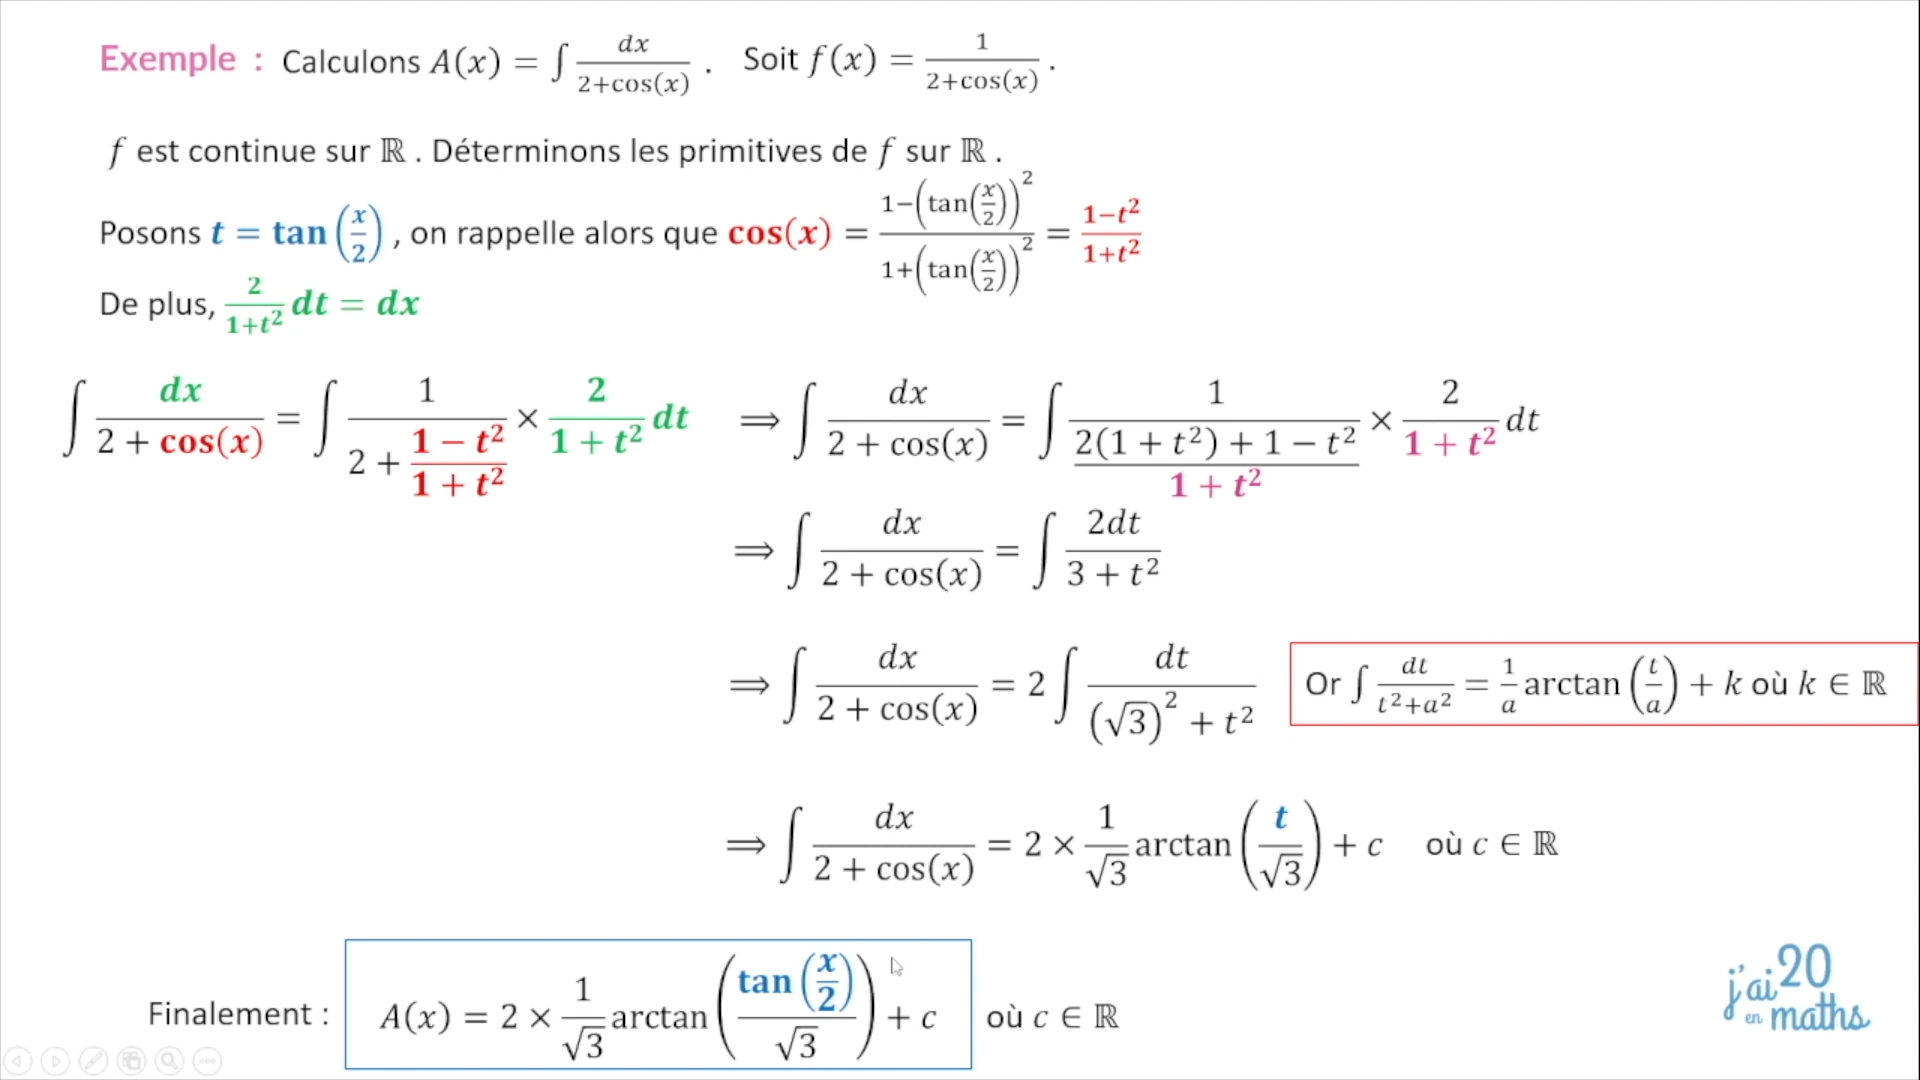 Exemple : Calculons A(x) = ∫ dx/(2+cos(x)) . Soit f(x) = 1/(2+cos(x)) .
f est continue sur ℝ . Déterminons les primitives de f sur ℝ .
Posons t = tan(x/2) , on rappelle alors que cos(x) = (1−(tan(x/2))²)/(1+(tan(x/2))²) = (1−t²)/(1+t²)
De plus, 2/(1+t²) dt = dx
∫ dx/(2 + cos(x)) = ∫ 1/(2 + (1 − t²)/(1 + t²)) × 2/(1 + t²) dt ⟹ ∫ dx/(2 + cos(x)) = ∫ 1/((2(1 + t²) + 1 − t²)/(1 + t²)) × 2/(1 + t²) dt
⟹ ∫ dx/(2 + cos(x)) = ∫ 2dt/(3 + t²)
⟹ ∫ dx/(2 + cos(x)) = 2 ∫ dt/((√3)² + t²) Or ∫ dt/(t²+a²) = 1/a arctan(t/a) + k où k ∈ ℝ
⟹ ∫ dx/(2 + cos(x)) = 2 × 1/√3 arctan(t/√3) + c où c ∈ ℝ
Finalement : A(x) = 2 × 1/√3 arctan(tan(x/2)/√3) + c où c ∈ ℝ
j'ai 20
en maths